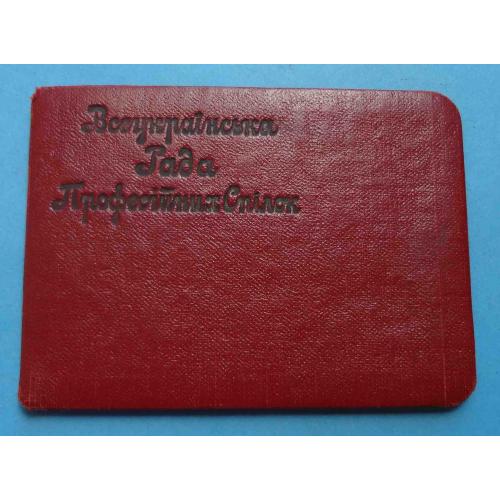 Всеукраїнська
Рада
Професійних Спілок